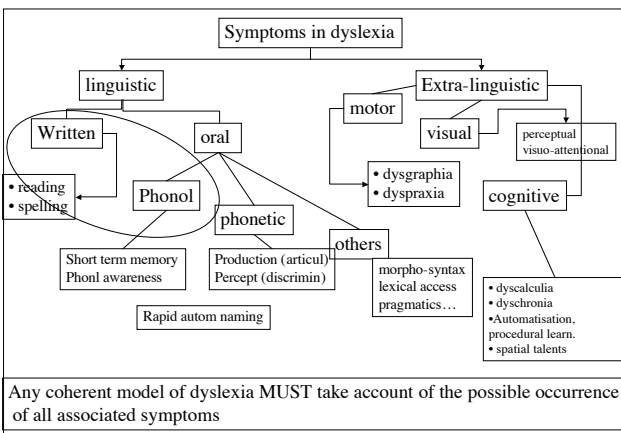 Symptoms in dyslexia
linguistic
Extra-linguistic
motor
Written
oral
visual
perceptual
visuo-attentional
• reading
• spelling
Phonol
• dysgraphia
• dyspraxia
cognitive
phonetic
others
Short term memory
Phonl awareness
Production (articul)
Percept (discrimin)
morpho-syntax
lexical access
pragmatics…
Rapid autom naming
• dyscalculia
• dyschronia
•Automatisation,
procedural learn.
• spatial talents
Any coherent model of dyslexia MUST take account of the possible occurrence
of all associated symptoms